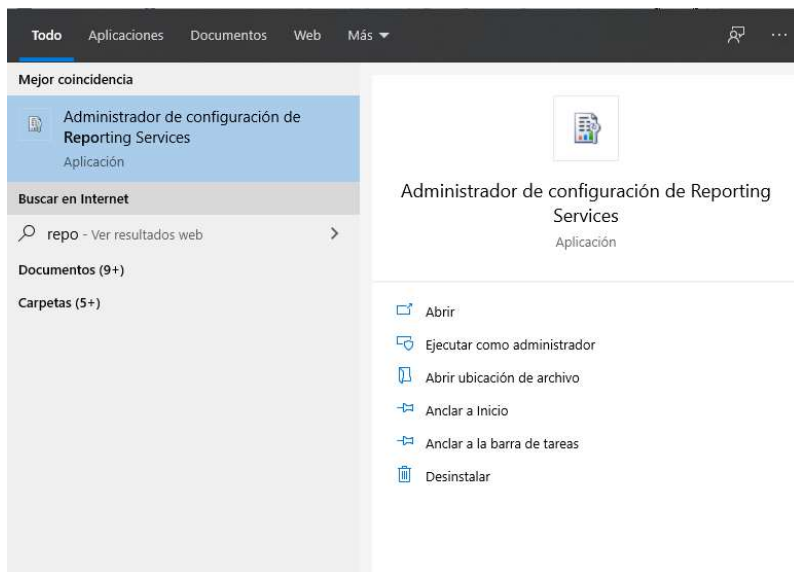 Todo Aplicaciones Documentos Web Más
Mejor coincidencia
Administrador de configuración de
Reporting Services
Aplicación
Buscar en Internet
repo - Ver resultados web
Documentos (9+)
Carpetas (5+)
Administrador de configuración de Reporting
Services
Aplicación
Abrir
Ejecutar como administrador
Abrir ubicación de archivo
Anclar a Inicio
Anclar a la barra de tareas
Desinstalar